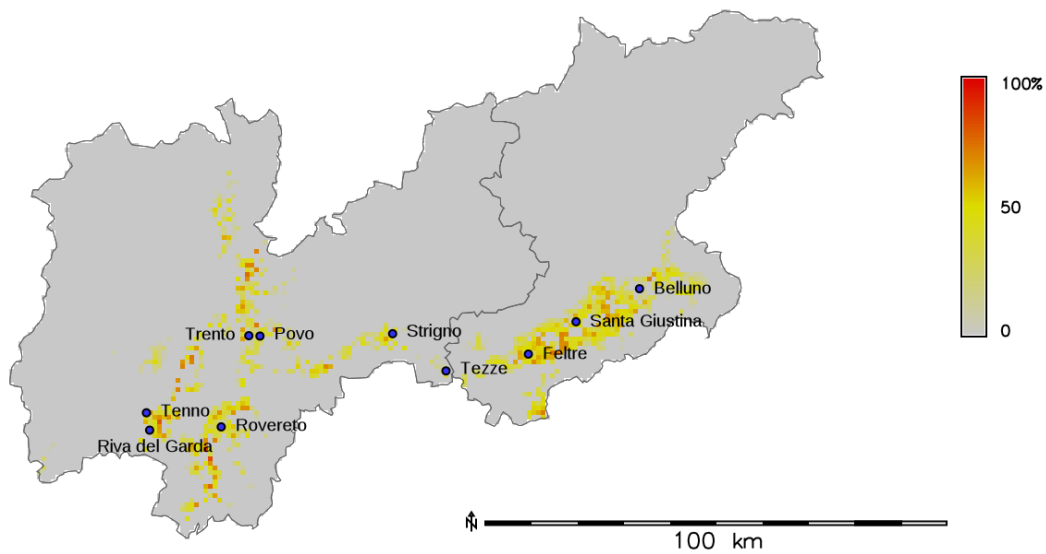 100%
50
0
Belluno
Santa Giustina
Trento
Povo
Strigno
Feltre
Tezze
Tenno
Rovereto
Riva del Garda
N
100 km